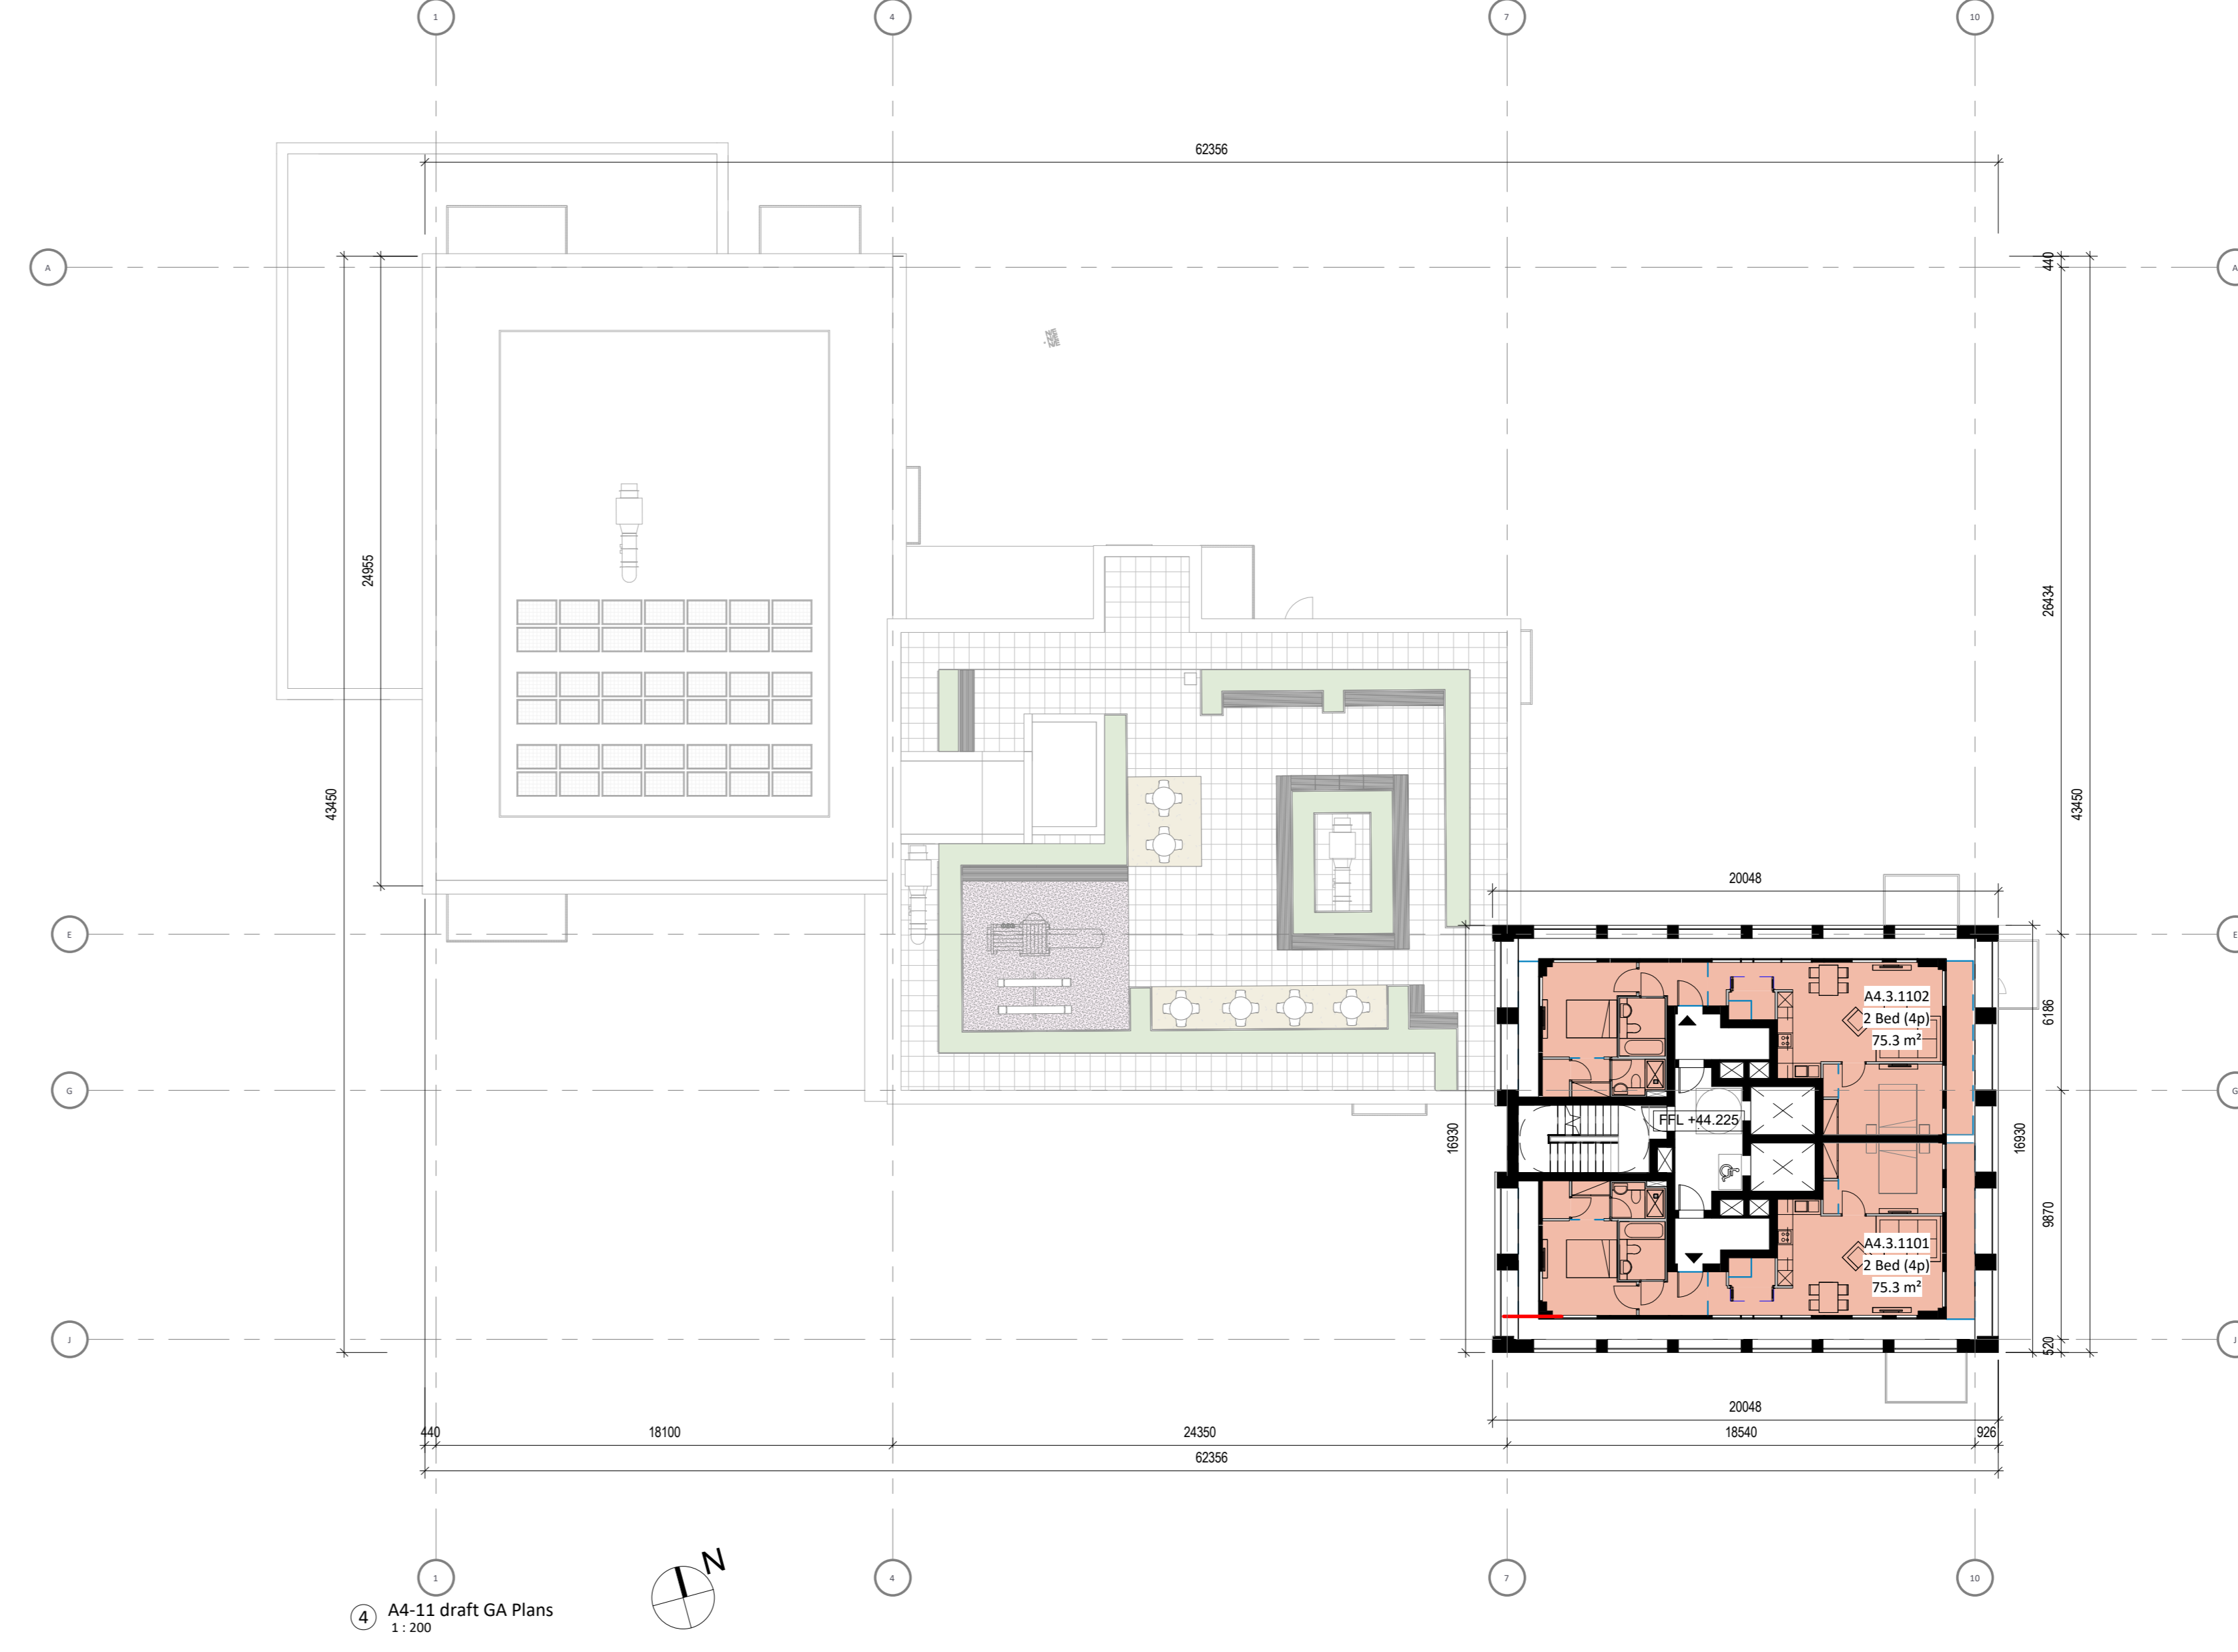 1
4
7
10
62356
A
A
440
24955
26434
43450
43450
20048
E
E
A4.3.1102
2 Bed (4p)
75.3 m²
6186
G
G
FFL +44.225
16930
16930
9870
A4.3.1101
2 Bed (4p)
75.3 m²
J
J
520
20048
440
18100
24350
18540
926
62356
1
4
7
10
N
4
A4-11 draft GA Plans
1 : 200